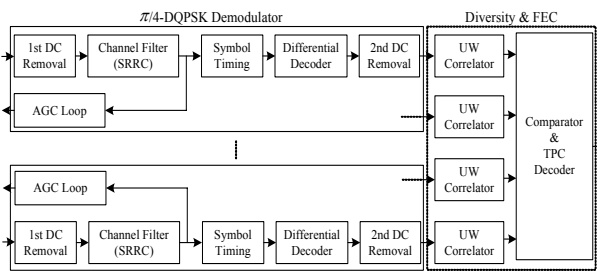 π/4-DQPSK Demodulator
Diversity & FEC
1st DC
Removal
Channel Filter
(SRRC)
Symbol
Timing
Differential
Decoder
2nd DC
Removal
UW
Correlator
AGC Loop
UW
Correlator
Comparator
&
TPC
Decoder
AGC Loop
UW
Correlator
1st DC
Removal
Channel Filter
(SRRC)
Symbol
Timing
Differential
Decoder
2nd DC
Removal
UW
Correlator